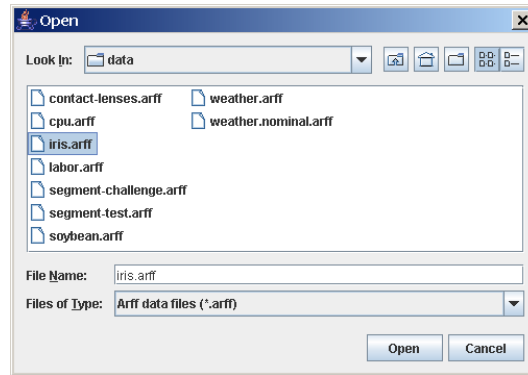 Open
Look In: data
contact-lenses.arff weather.arff
cpu.arff weather.nominal.arff
iris.arff
labor.arff
segment-challenge.arff
segment-test.arff
soybean.arff
File Name: iris.arff
Files of Type: Arff data files (*.arff)
Open Cancel